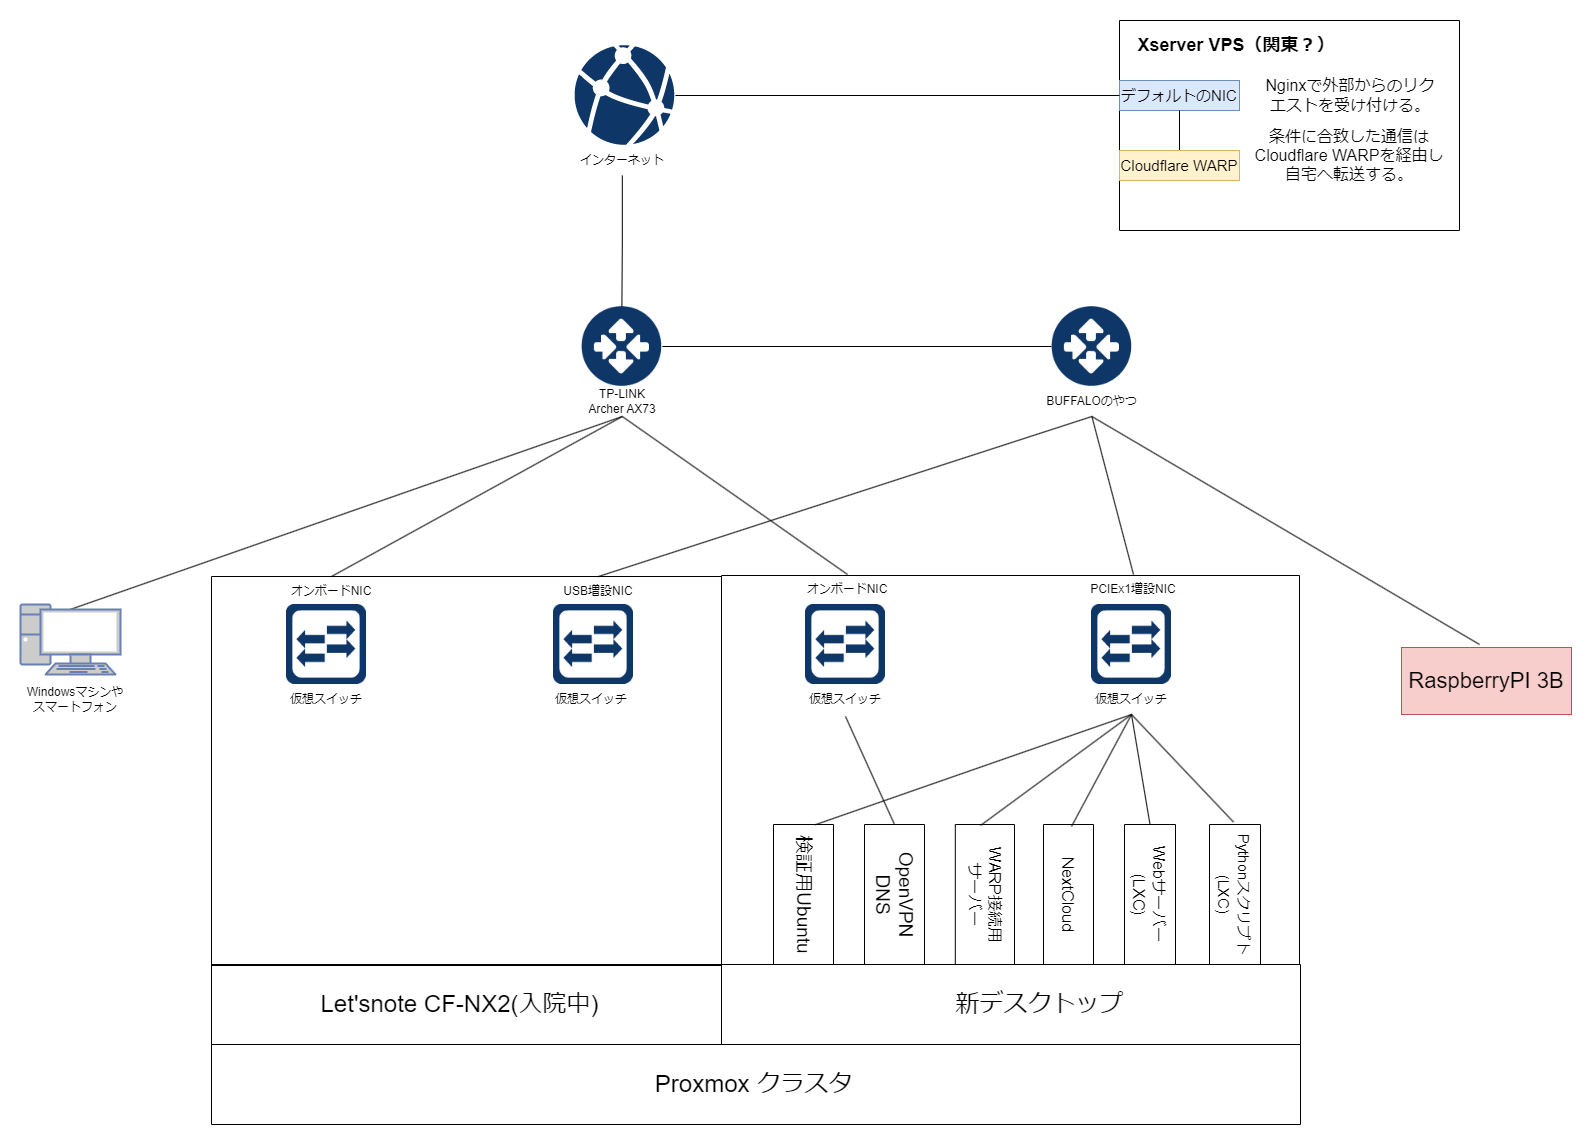 Xserver VPS（関東？）
デフォルトのNIC
Nginxで外部からのリク
エストを受け付ける。
Cloudflare WARP
条件に合致した通信は
Cloudflare WARPを経由し
自宅へ転送する。
インターネット
TP-LINK
Archer AX73
BUFFALOのやつ
Windowsマシンや
スマートフォン
オンボードNIC
仮想スイッチ
USB増設NIC
仮想スイッチ
オンボードNIC
仮想スイッチ
PCIEx1増設NIC
仮想スイッチ
RaspberryPI 3B
検証用Ubuntu
OpenVPN
DNS
WARP接続用
サーバー
NextCloud
Webサーバー
(LXC)
Pythonスクリプト
(LXC)
Let'snote CF-NX2(入院中)
新デスクトップ
Proxmox クラスタ